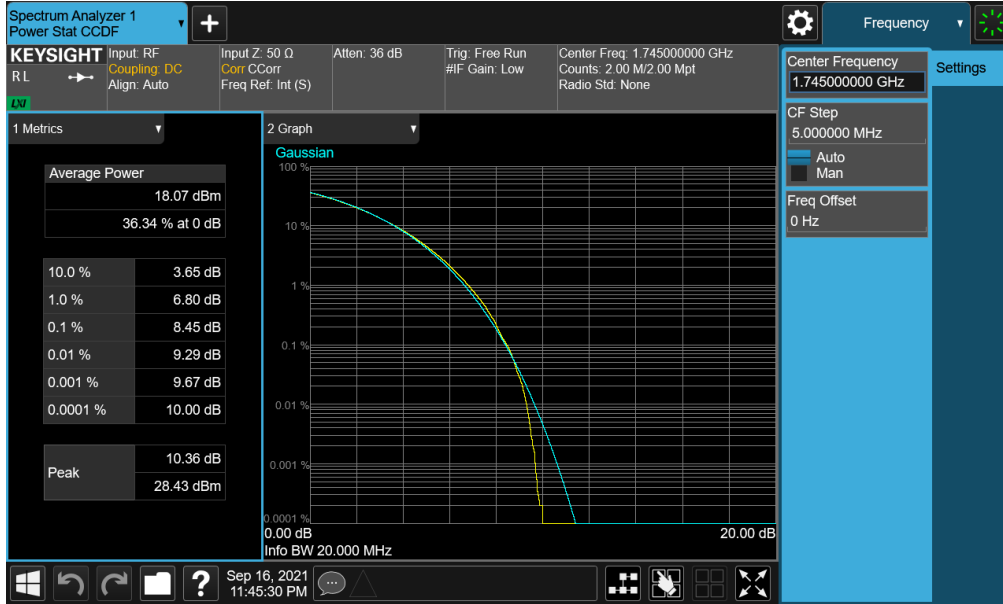 Spectrum Analyzer 1
Power Stat CCDF
Frequency
KEYSIGHT
RL
LXI
Input: RF
Coupling: DC
Align: Auto
Input Z: 50 Ω
Corr CCorr
Freq Ref: Int (S)
Atten: 36 dB
Trig: Free Run
#IF Gain: Low
Center Freq: 1.745000000 GHz
Counts: 2.00 M/2.00 Mpt
Radio Std: None
Center Frequency
1.745000000 GHz
Settings
CF Step
5.000000 MHz
Auto
Man
Freq Offset
0 Hz
1 Metrics
Average Power
18.07 dBm
36.34 % at 0 dB
10.0 % 3.65 dB
1.0 % 6.80 dB
0.1 % 8.45 dB
0.01 % 9.29 dB
0.001 % 9.67 dB
0.0001 % 10.00 dB
Peak
10.36 dB
28.43 dBm
2 Graph
Gaussian
100 %
10 %
1 %
0.1 %
0.01 %
0.001 %
0.0001 %
0.00 dB 20.00 dB
Info BW 20.000 MHz
?
Sep 16, 2021
11:45:30 PM